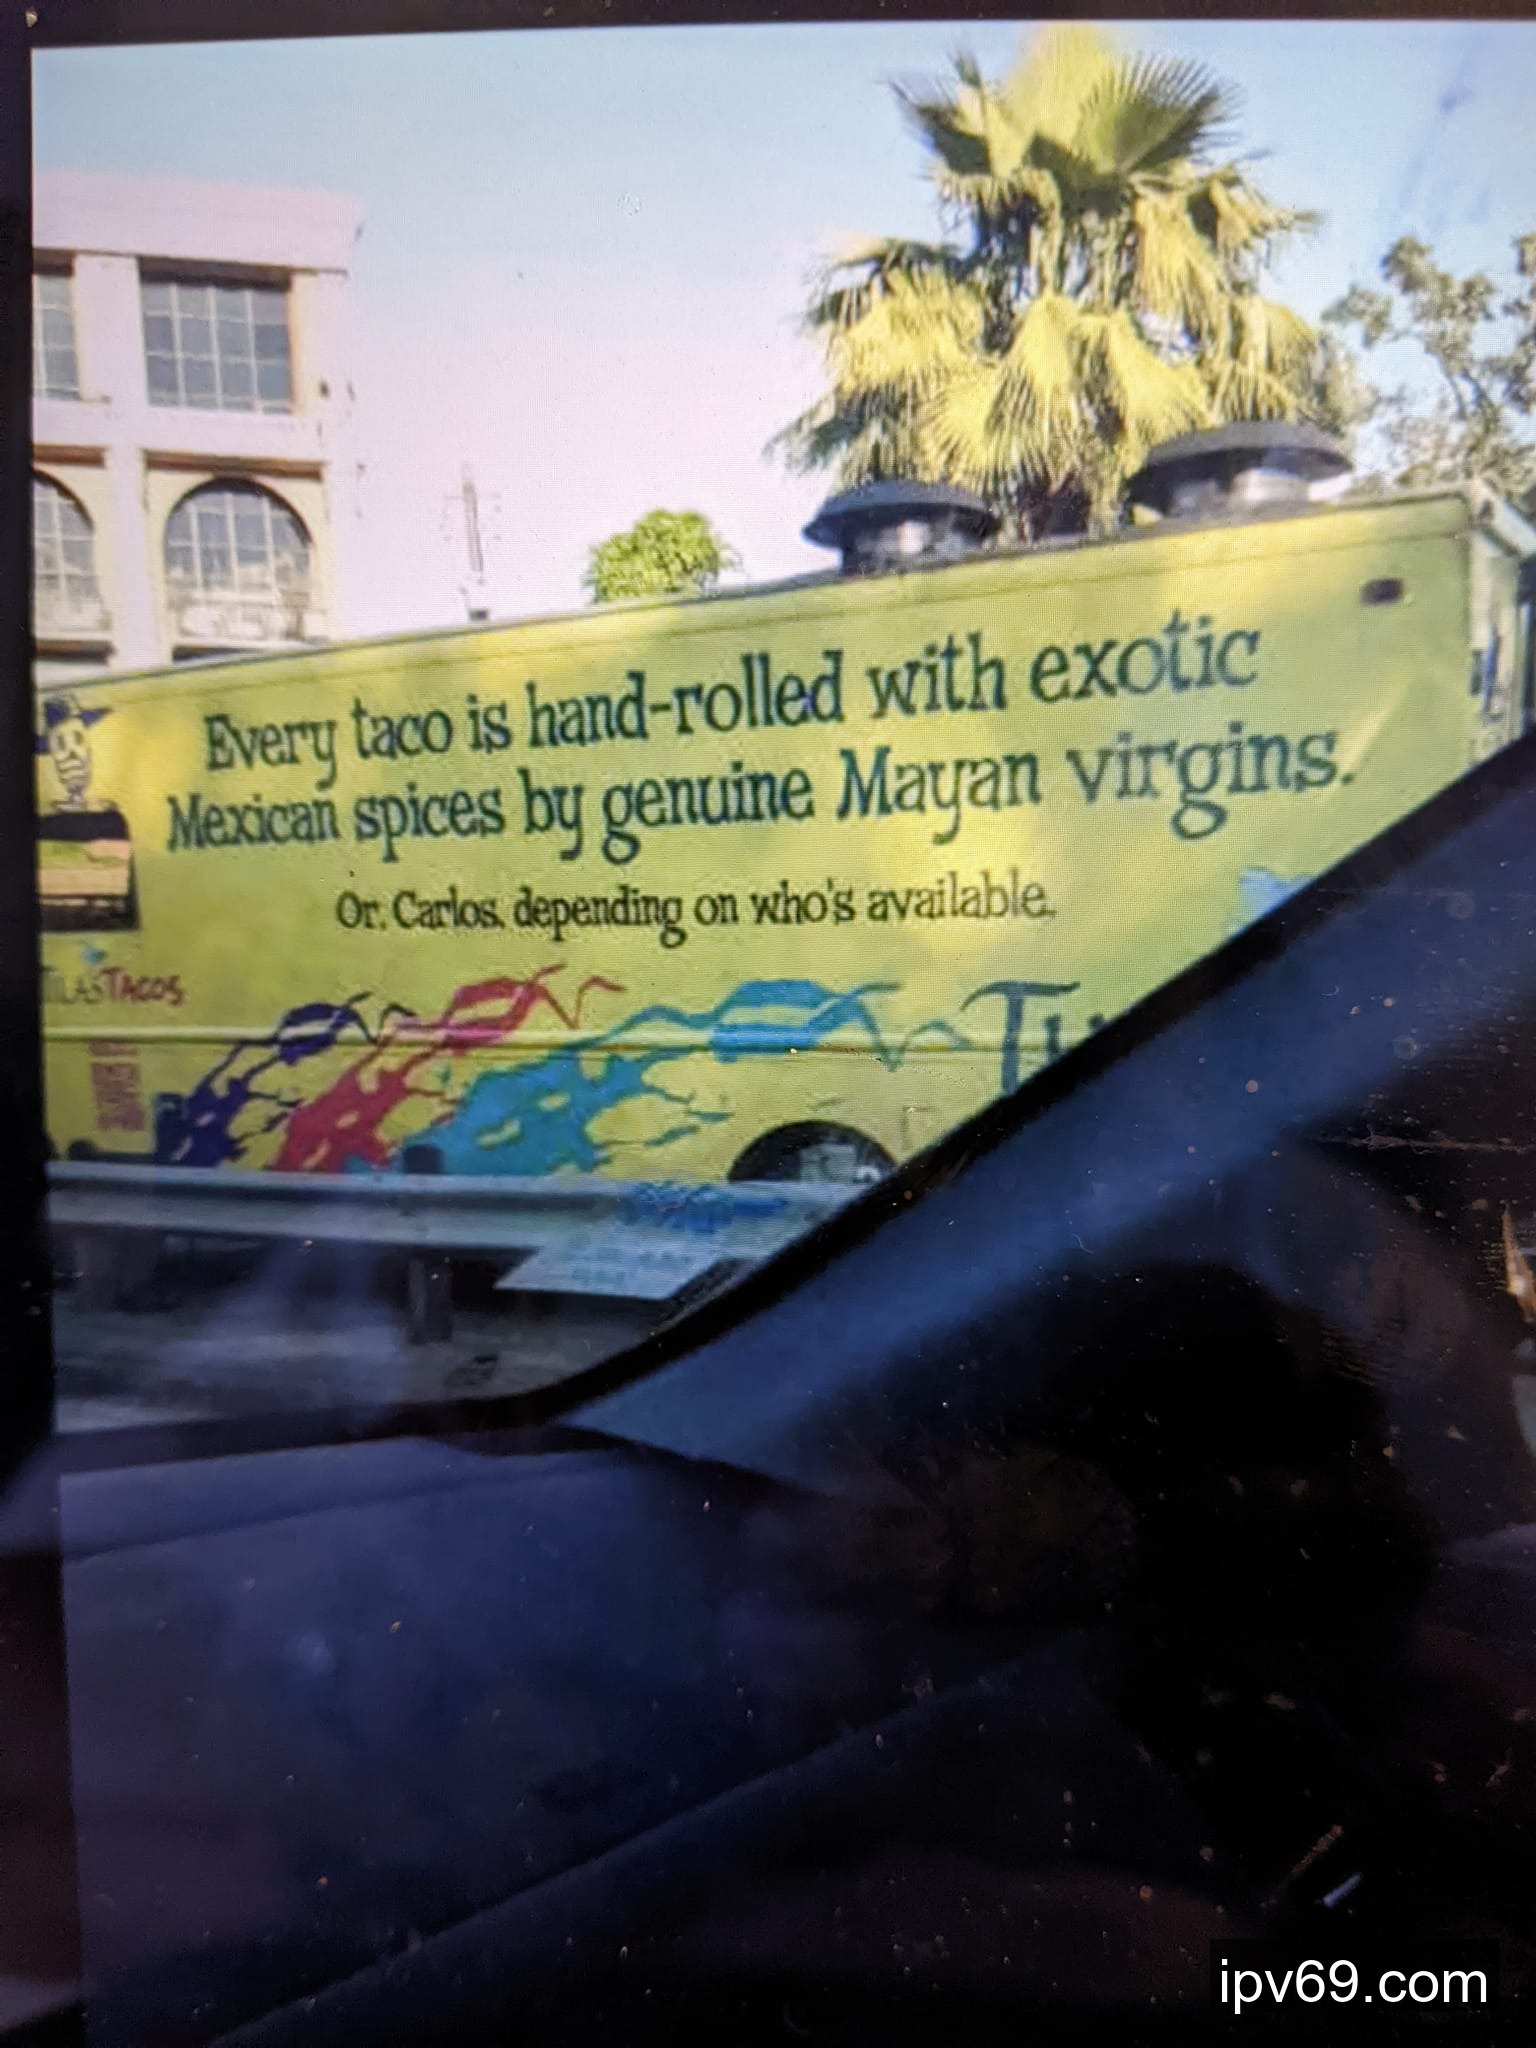 Every taco is hand-rolled with exotic
Mexican spices by genuine Mayan virgins.
Or, Carlos, depending on who's available.
TACOS
ipv69.com